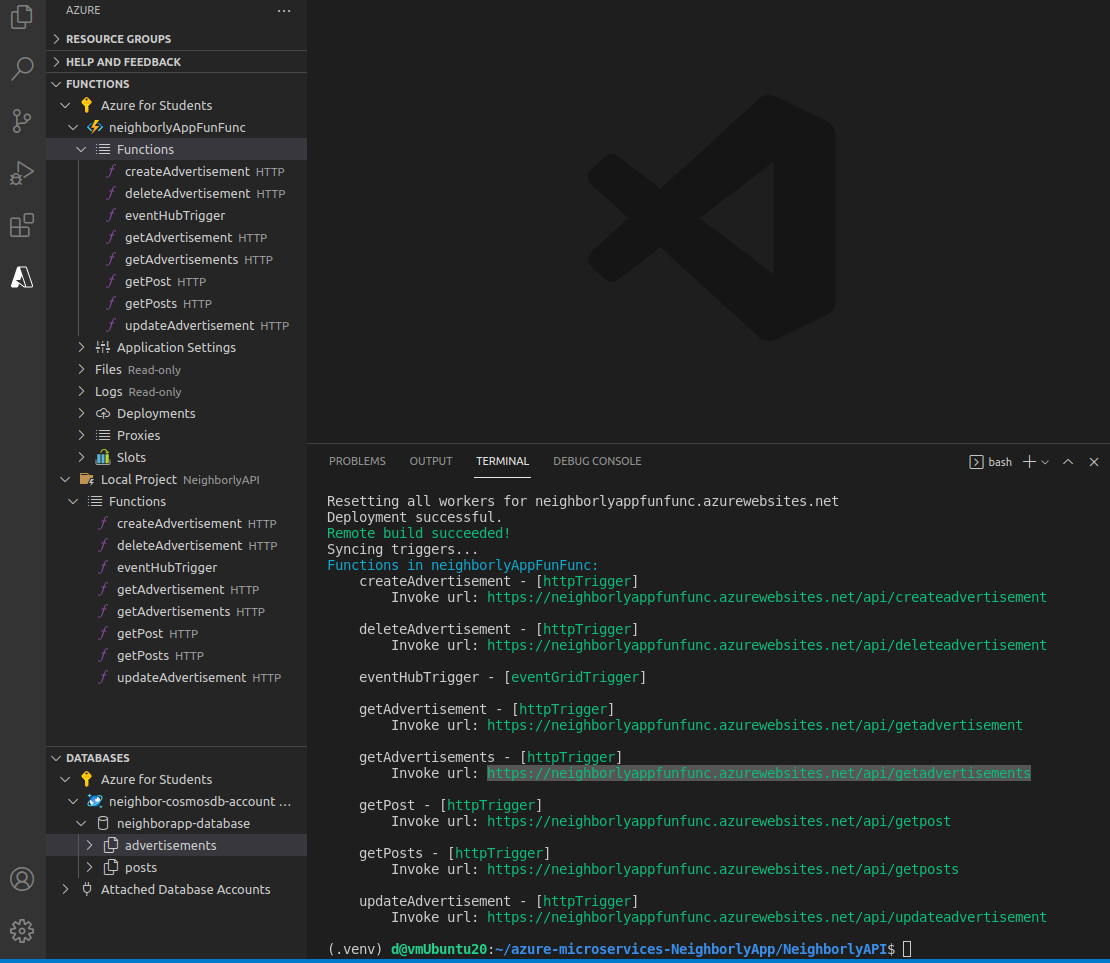 AZURE
RESOURCE GROUPS
HELP AND FEEDBACK
FUNCTIONS
Azure for Students
neighborlyAppFunFunc
Functions
createAdvertisement HTTP
deleteAdvertisement HTTP
eventHubTrigger
getAdvertisement HTTP
getAdvertisements HTTP
getPost HTTP
getPosts HTTP
updateAdvertisement HTTP
Application Settings
Files Read-only
Logs Read-only
Deployments
Proxies
Slots
Local Project NeighborlyAPI
Functions
createAdvertisement HTTP
deleteAdvertisement HTTP
eventHubTrigger
getAdvertisement HTTP
getAdvertisements HTTP
getPost HTTP
getPosts HTTP
updateAdvertisement HTTP
DATABASES
Azure for Students
neighbor-cosmosdb-account ...
neighborapp-database
advertisements
posts
Attached Database Accounts
PROBLEMS OUTPUT TERMINAL DEBUG CONSOLE bash
Resetting all workers for neighborlyappfunfunc.azurewebsites.net
Deployment successful.
Remote build succeeded!
Syncing triggers...
Functions in neighborlyAppFunFunc:
createAdvertisement - [httpTrigger]
Invoke url: https://neighborlyappfunfunc.azurewebsites.net/api/createadvertisement
deleteAdvertisement - [httpTrigger]
Invoke url: https://neighborlyappfunfunc.azurewebsites.net/api/deleteadvertisement
eventHubTrigger - [eventGridTrigger]
getAdvertisement - [httpTrigger]
Invoke url: https://neighborlyappfunfunc.azurewebsites.net/api/getadvertisement
getAdvertisements - [httpTrigger]
Invoke url: https://neighborlyappfunfunc.azurewebsites.net/api/getadvertisements
getPost - [httpTrigger]
Invoke url: https://neighborlyappfunfunc.azurewebsites.net/api/getpost
getPosts - [httpTrigger]
Invoke url: https://neighborlyappfunfunc.azurewebsites.net/api/getposts
updateAdvertisement - [httpTrigger]
Invoke url: https://neighborlyappfunfunc.azurewebsites.net/api/updateadvertisement
(.venv) d@vmUbuntu20:~/azure-microservices-NeighborlyApp/NeighborlyAPI$